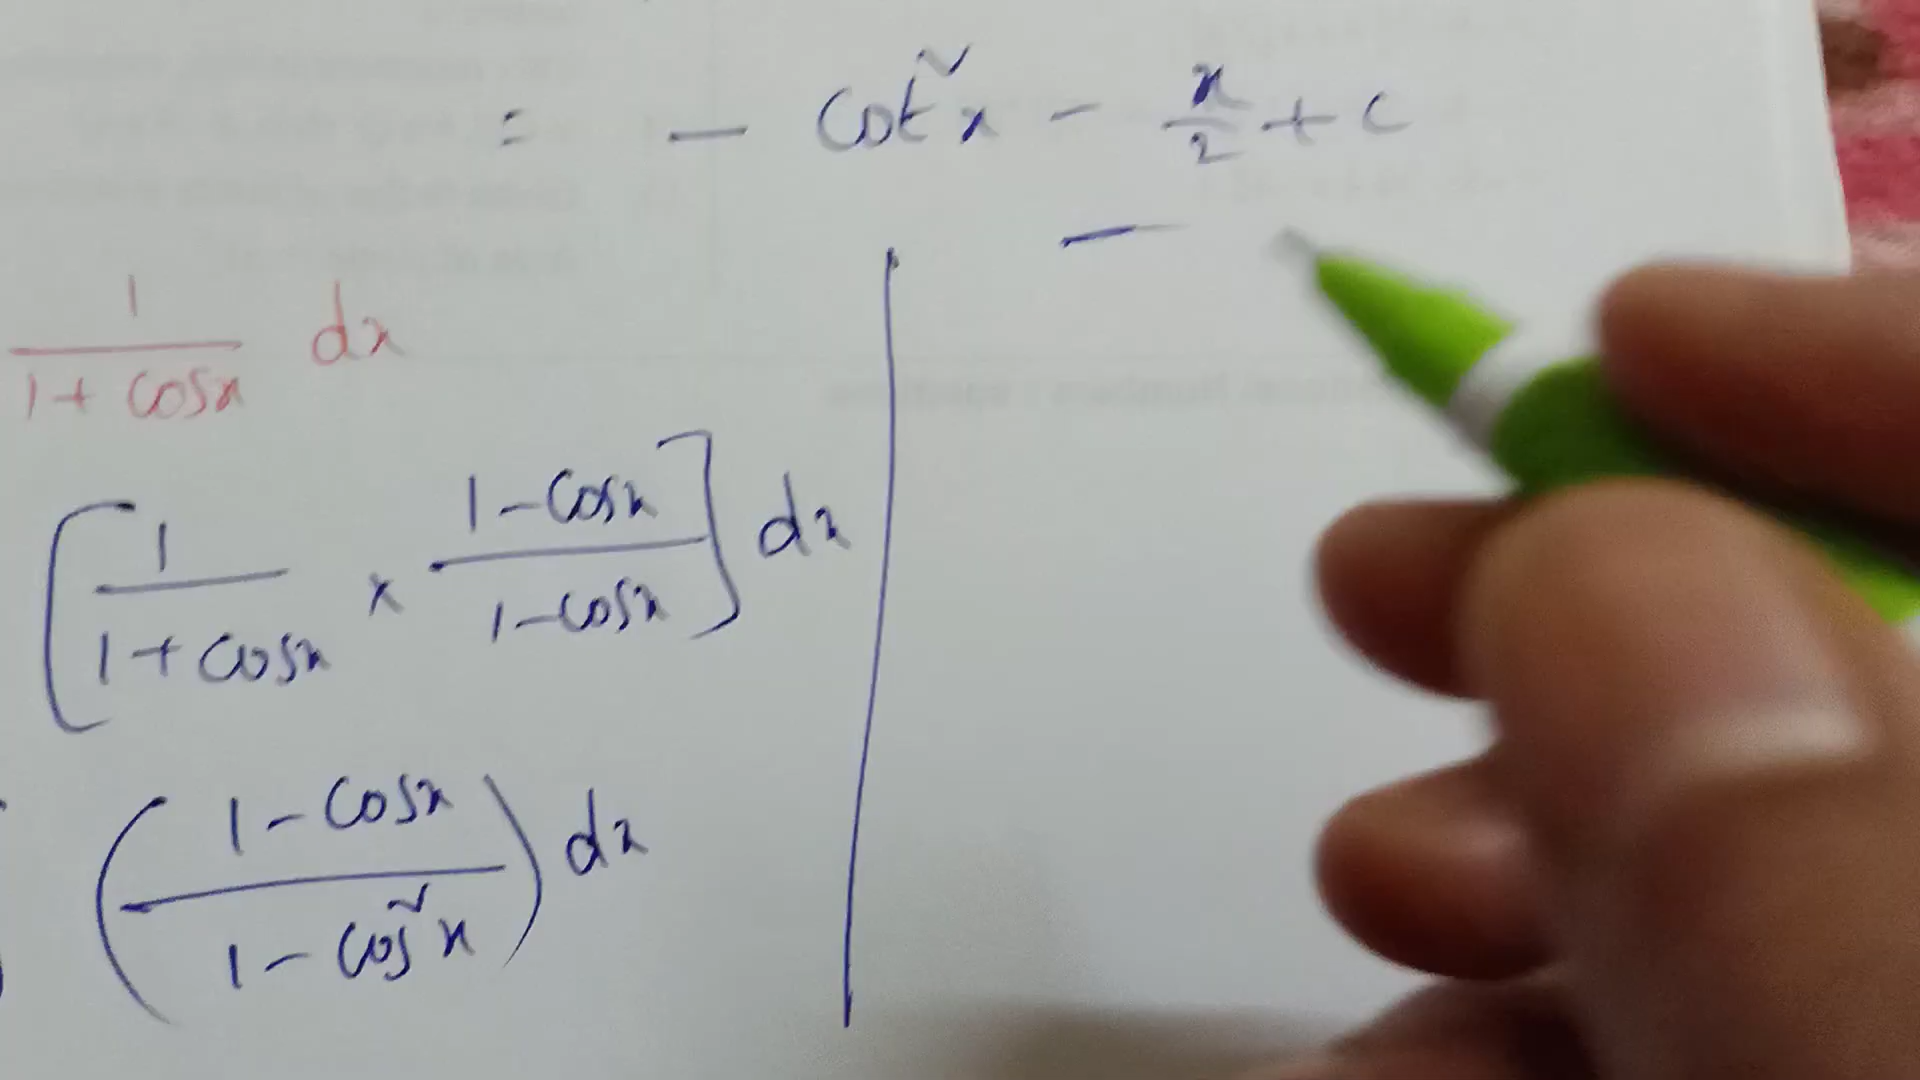 = - cot²x - x/2 + c
1/(1 + cosx) dx
[1/(1 + cosx) × (1 - cosx)/(1 - cosx)] dx
((1 - cosx)/(1 - cos²x)) dx